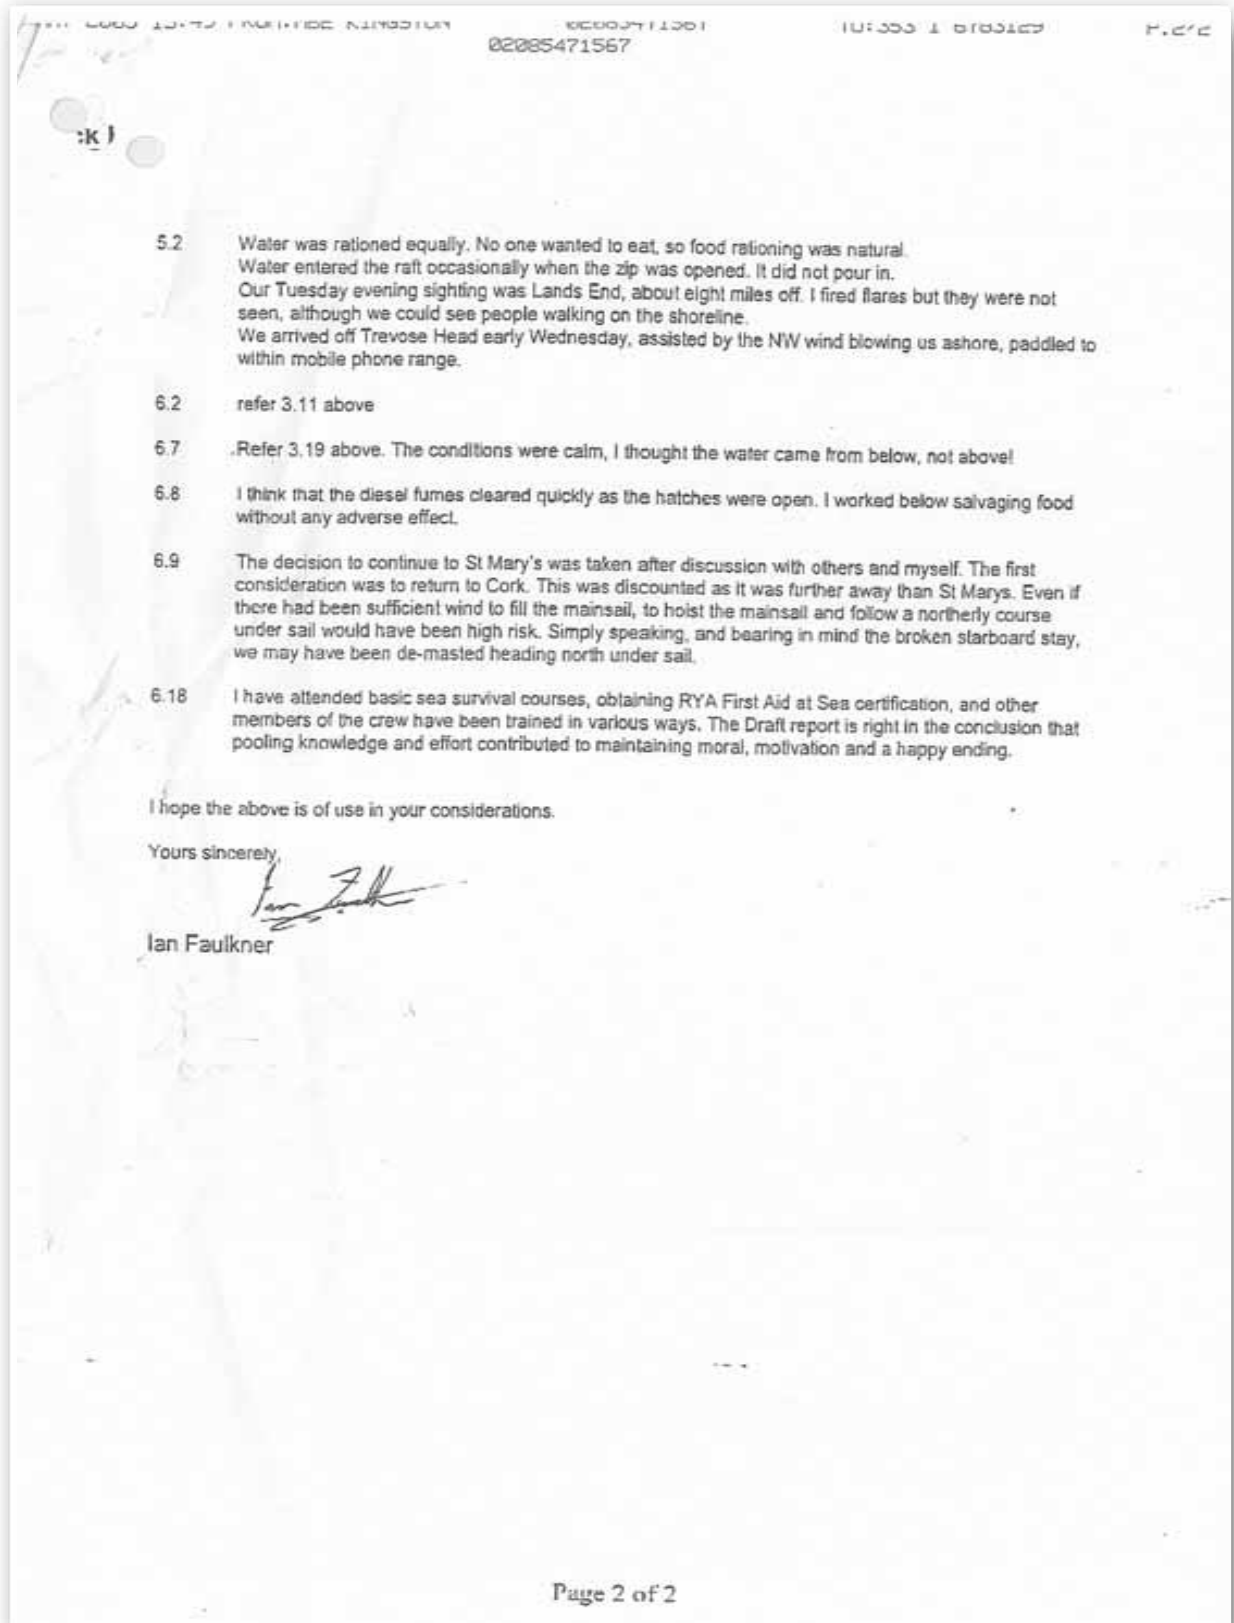 02085471567
5.2 Water was rationed equally. No one wanted to eat, so food rationing was natural.
Water entered the raft occasionally when the zip was opened. It did not pour in.
Our Tuesday evening sighting was Lands End, about eight miles off. I fired flares but they were not
seen, although we could see people walking on the shoreline.
We arrived off Trevose Head early Wednesday, assisted by the NW wind blowing us ashore, paddled to
within mobile phone range.
6.2 refer 3.11 above
6.7 .Refer 3.19 above. The conditions were calm, I thought the water came from below, not above!
6.8 I think that the diesel fumes cleared quickly as the hatches were open. I worked below salvaging food
without any adverse effect.
6.9 The decision to continue to St Mary's was taken after discussion with others and myself. The first
consideration was to return to Cork. This was discounted as it was further away than St Marys. Even if
there had been sufficient wind to fill the mainsail, to hoist the mainsail and follow a northerly course
under sail would have been high risk. Simply speaking, and bearing in mind the broken starboard stay,
we may have been de-masted heading north under sail.
6.18 I have attended basic sea survival courses, obtaining RYA First Aid at Sea certification, and other
members of the crew have been trained in various ways. The Draft report is right in the conclusion that
pooling knowledge and effort contributed to maintaining moral, motivation and a happy ending.
I hope the above is of use in your considerations.
Yours sincerely,
Ian Faulkner
Ian Faulkner
Page 2 of 2